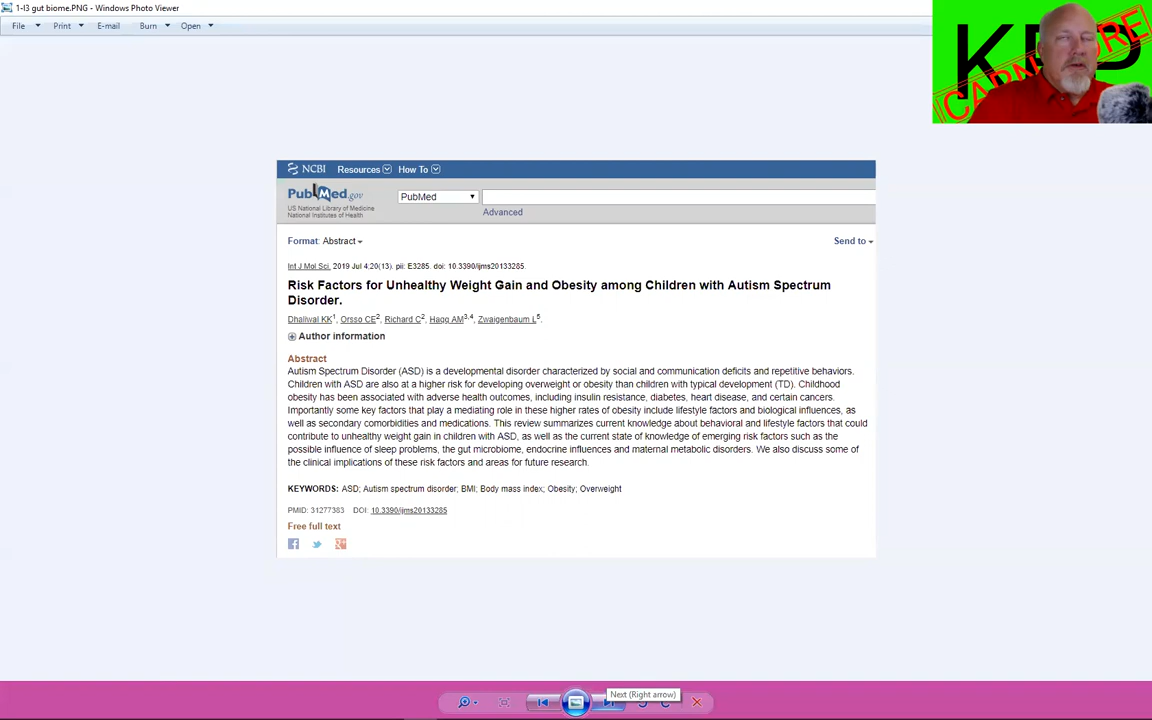 1-I3 gut biome.PNG - Windows Photo Viewer
File Print E-mail Burn Open
CARNIVORE
NCBI Resources How To
PubMed.gov PubMed
US National Library of Medicine
National Institutes of Health
Advanced
Format: Abstract Send to
Int J Mol Sci. 2019 Jul 4;20(13). pii: E3285. doi: 10.3390/ijms20133285.
Risk Factors for Unhealthy Weight Gain and Obesity among Children with Autism Spectrum
Disorder.
Dhaliwal KK1, Orsso CE2, Richard C2, Haqq AM3,4, Zwaigenbaum L5.
Author information
Abstract
Autism Spectrum Disorder (ASD) is a developmental disorder characterized by social and communication deficits and repetitive behaviors.
Children with ASD are also at a higher risk for developing overweight or obesity than children with typical development (TD). Childhood
obesity has been associated with adverse health outcomes, including insulin resistance, diabetes, heart disease, and certain cancers.
Importantly some key factors that play a mediating role in these higher rates of obesity include lifestyle factors and biological influences, as
well as secondary comorbidities and medications. This review summarizes current knowledge about behavioral and lifestyle factors that could
contribute to unhealthy weight gain in children with ASD, as well as the current state of knowledge of emerging risk factors such as the
possible influence of sleep problems, the gut microbiome, endocrine influences and maternal metabolic disorders. We also discuss some of
the clinical implications of these risk factors and areas for future research.
KEYWORDS: ASD; Autism spectrum disorder; BMI; Body mass index; Obesity; Overweight
PMID: 31277383 DOI: 10.3390/ijms20133285
Free full text
Next (Right arrow)